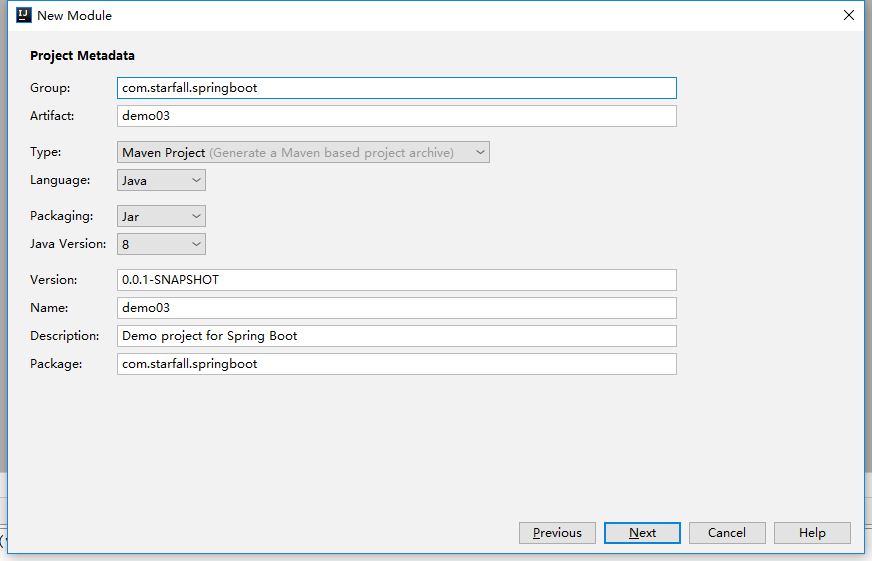 New Module
Project Metadata
Group: com.starfall.springboot
Artifact: demo03
Type: Maven Project (Generate a Maven based project archive)
Language: Java
Packaging: Jar
Java Version: 8
Version: 0.0.1-SNAPSHOT
Name: demo03
Description: Demo project for Spring Boot
Package: com.starfall.springboot
Previous Next Cancel Help